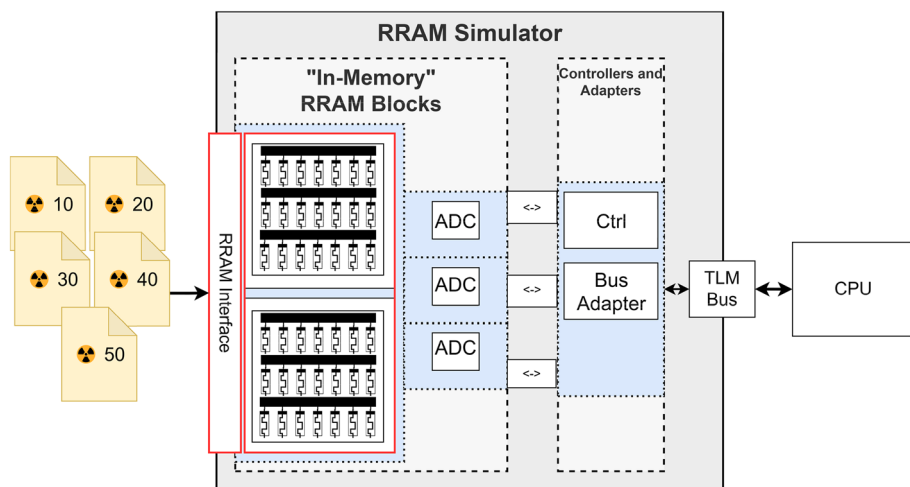 RRAM Simulator
"In-Memory"
RRAM Blocks
Controllers and
Adapters
10
20
30
40
50
RRAM Interface
ADC
ADC
ADC
<->
<->
<->
Ctrl
Bus
Adapter
TLM
Bus
CPU